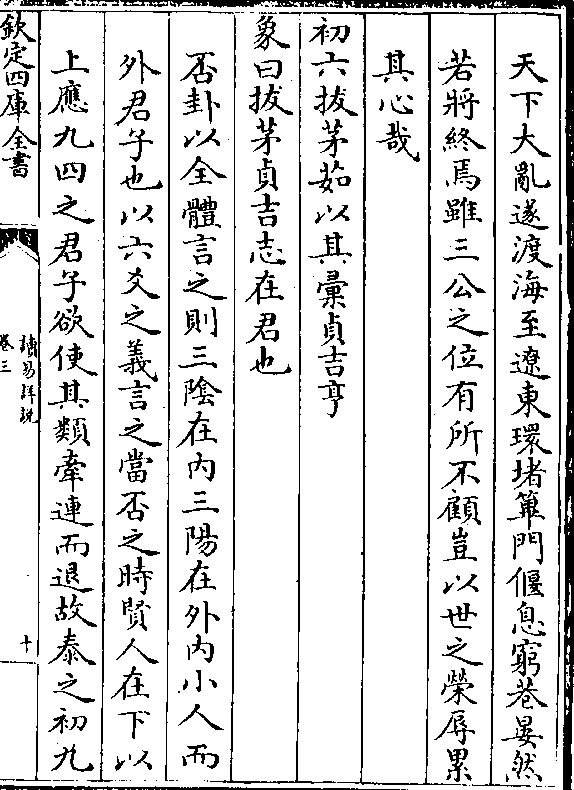 天下大亂遂渡海至遼東環堵篳門偃息窮巷晏然
若將終焉雖三公之位有所不顧豈以世之榮辱累
其心哉
初六拔茅茹以其彙貞吉亨
象曰拔茅貞吉志在君也
否卦以全體言之則三陰在內三陽在外內小人而
外君子也以六爻之義言之當否之時賢人在下以
上應九四之君子欲使其類牽連而退故泰之初九
欽定四庫全書
讀易詳說
卷三
十